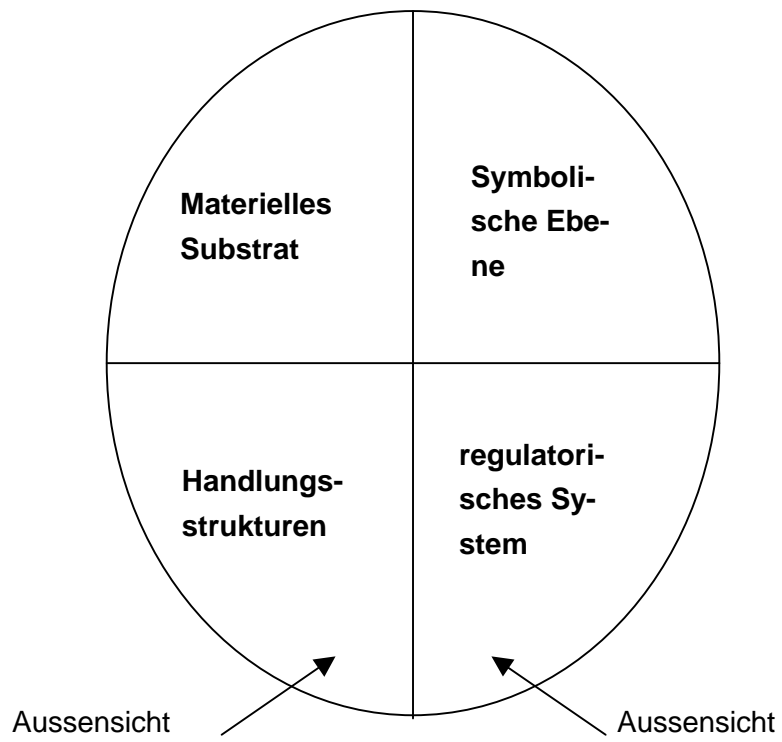 Materielles
Substrat
Symboli-
sche Ebe-
ne
Handlungs-
strukturen
regulatori-
sches Sy-
stem
Aussensicht
Aussensicht